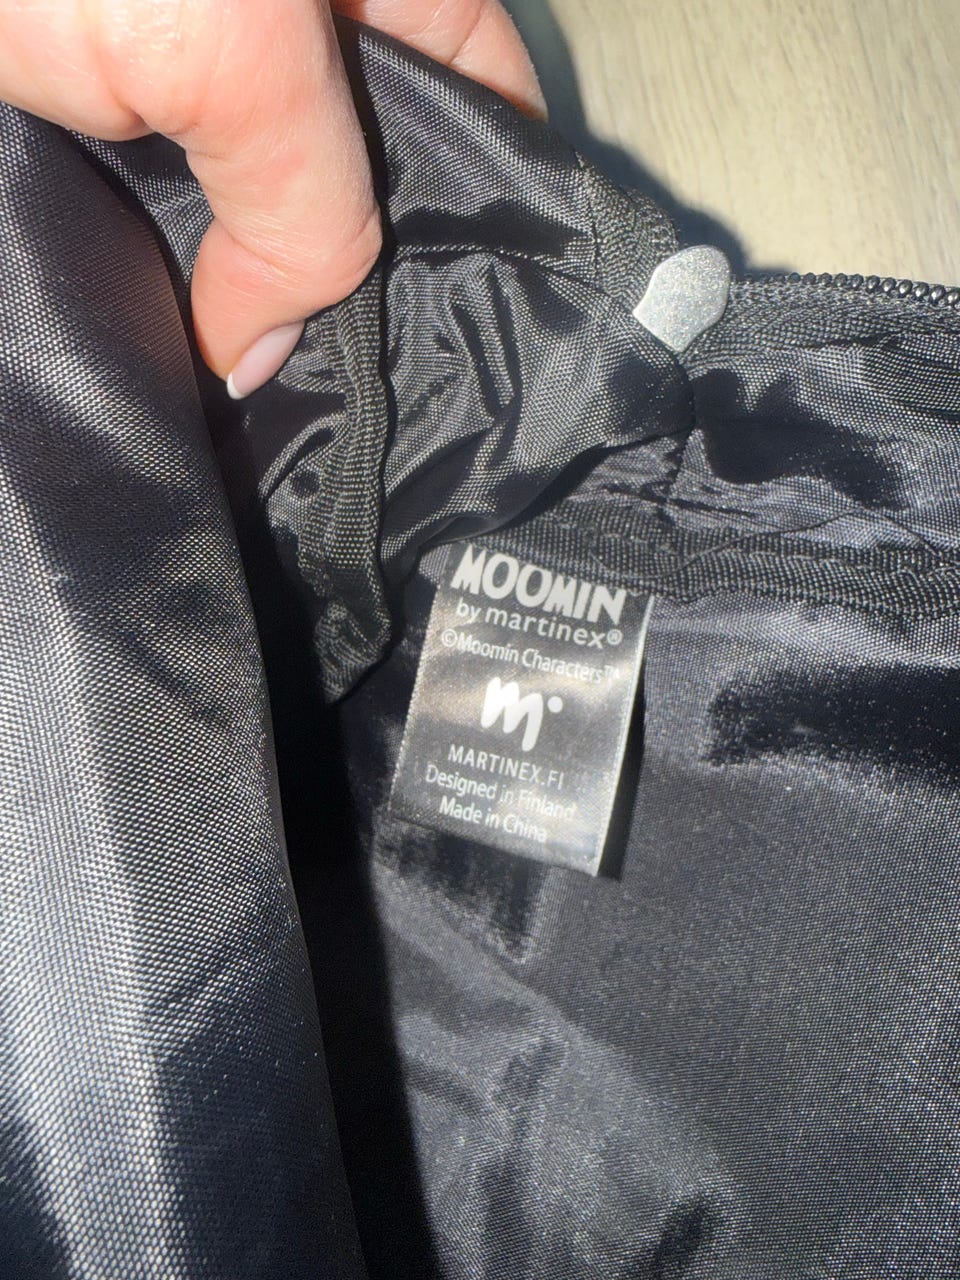 MOOMIN
by martinex®
©Moomin Characters™
m
MARTINEX.FI
Designed in Finland
Made in China